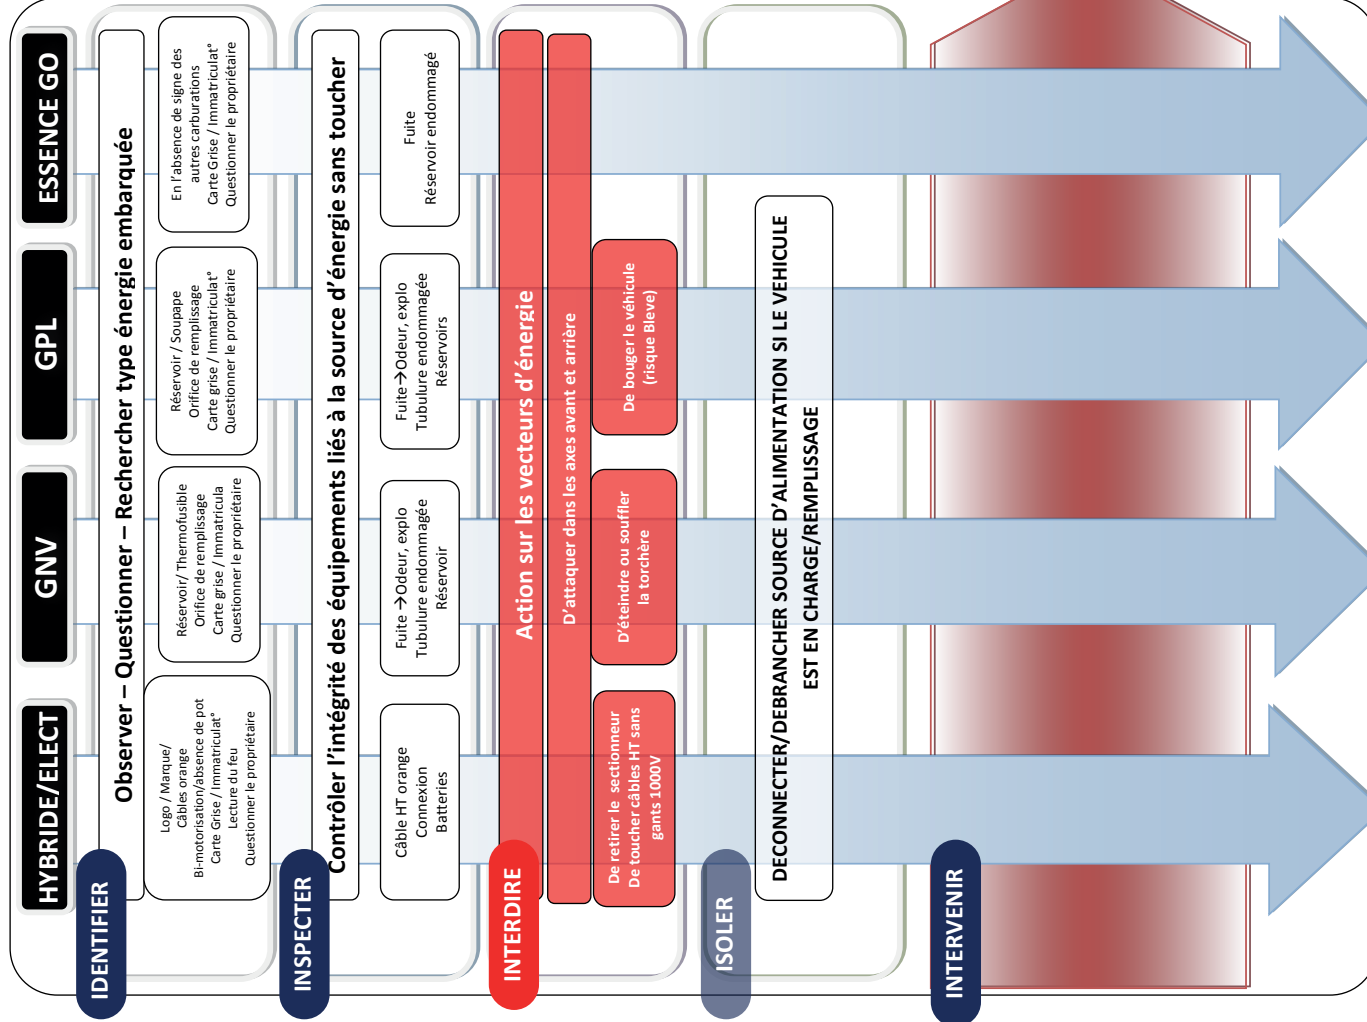 HYBRIDE/ELECT
GNV
GPL
ESSENCE GO
IDENTIFIER
Observer – Questionner – Rechercher type énergie embarquée
Logo / Marque/
Câbles orange
Bi-motorisation/absence de pot
Carte Grise / Immatriculat°
Lecture du feu
Questionner le propriétaire
Réservoir/ Thermofusible
Orifice de remplissage
Carte grise / Immatricula
Questionner le propriétaire
Réservoir / Soupape
Orifice de remplissage
Carte grise / Immatriculat°
Questionner le propriétaire
En l’absence de signe des
autres carburations
Carte Grise / Immatriculat°
Questionner le propriétaire
INSPECTER
Contrôler l’intégrité des équipements liés à la source d’énergie sans toucher
Câble HT orange
Connexion
Batteries
Fuite →Odeur, explo
Tubulure endommagée
Réservoir
Fuite→Odeur, explo
Tubulure endommagée
Réservoirs
Fuite
Réservoir endommagé
INTERDIRE
Action sur les vecteurs d’énergie
D’attaquer dans les axes avant et arrière
De retirer le sectionneur
De toucher câbles HT sans
gants 1000V
D’éteindre ou souffler
la torchère
De bouger le véhicule
(risque Bleve)
ISOLER
DECONNECTER/DEBRANCHER SOURCE D’ALIMENTATION SI LE VEHICULE
EST EN CHARGE/REMPLISSAGE
INTERVENIR